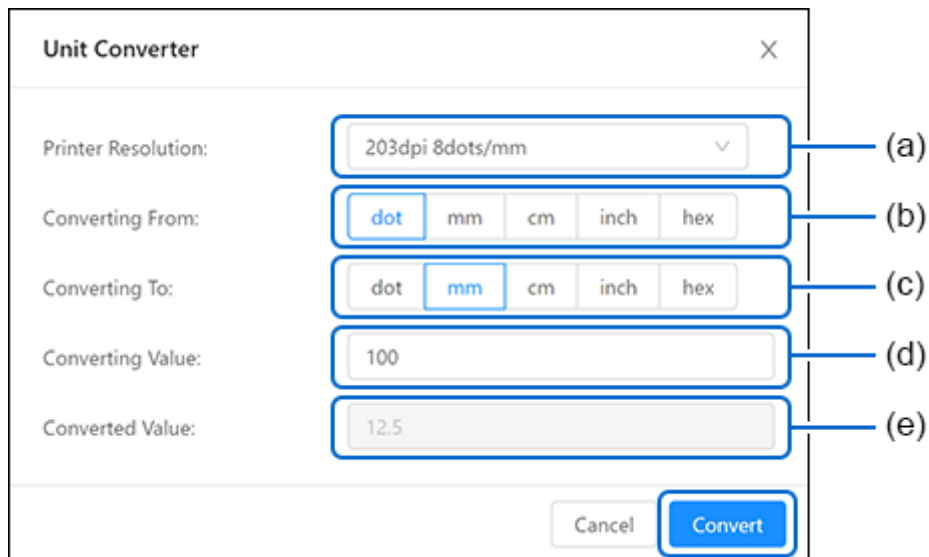 Unit Converter
Printer Resolution: 203dpi 8dots/mm (a)
Converting From: dot mm cm inch hex (b)
Converting To: dot mm cm inch hex (c)
Converting Value: 100 (d)
Converted Value: 12.5 (e)
Cancel Convert